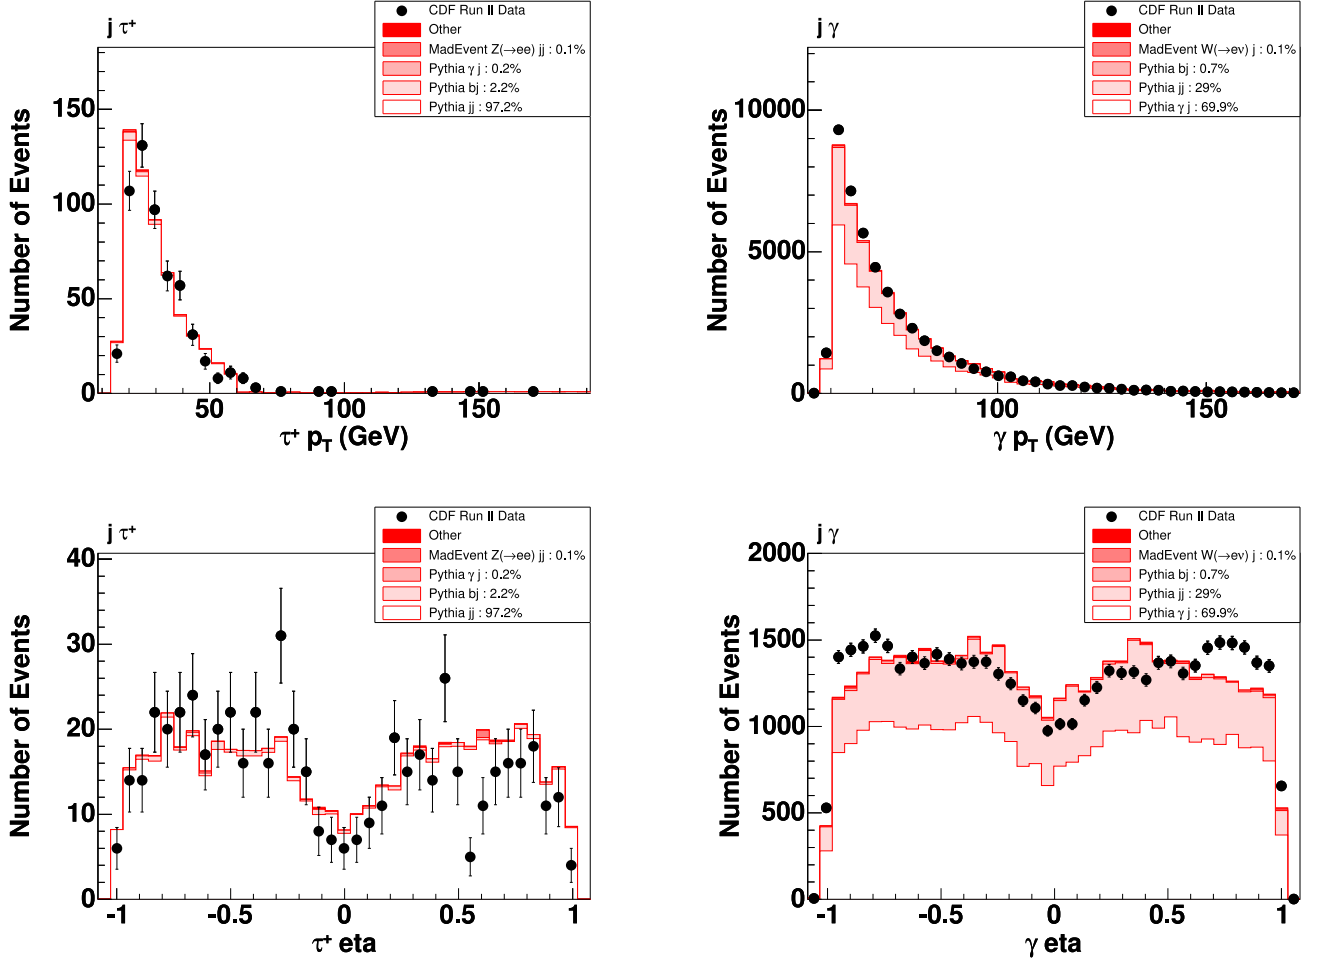 j τ⁺
CDF Run II Data
Other
MadEvent Z(→ee) jj : 0.1%
Pythia γ j : 0.2%
Pythia bj : 2.2%
Pythia jj : 97.2%
Number of Events
150
100
50
0
50 100 150
τ⁺ p_T (GeV)
j γ
CDF Run II Data
Other
MadEvent W(→eν) j : 0.1%
Pythia bj : 0.7%
Pythia jj : 29%
Pythia γ j : 69.9%
Number of Events
10000
5000
0
100 150
γ p_T (GeV)
j τ⁺
CDF Run II Data
Other
MadEvent Z(→ee) jj : 0.1%
Pythia γ j : 0.2%
Pythia bj : 2.2%
Pythia jj : 97.2%
Number of Events
40
30
20
10
0
-1 -0.5 0 0.5 1
τ⁺ eta
j γ
CDF Run II Data
Other
MadEvent W(→eν) j : 0.1%
Pythia bj : 0.7%
Pythia jj : 29%
Pythia γ j : 69.9%
Number of Events
2000
1500
1000
500
0
-1 -0.5 0 0.5 1
γ eta